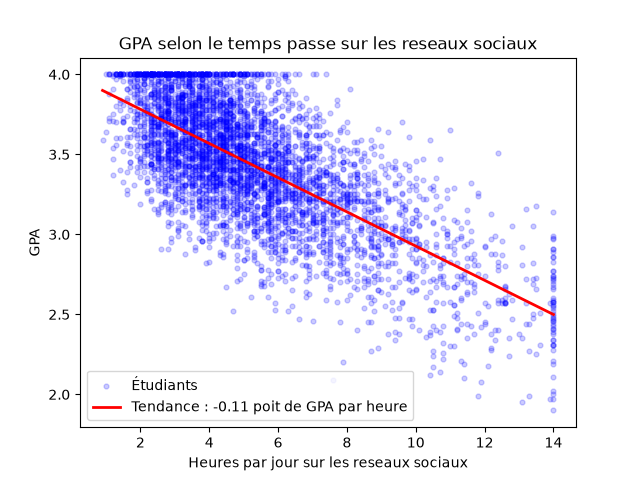 GPA selon le temps passe sur les reseaux sociaux
4.0
3.5
3.0
2.5
2.0
GPA
Étudiants
Tendance : -0.11 poit de GPA par heure
2 4 6 8 10 12 14
Heures par jour sur les reseaux sociaux